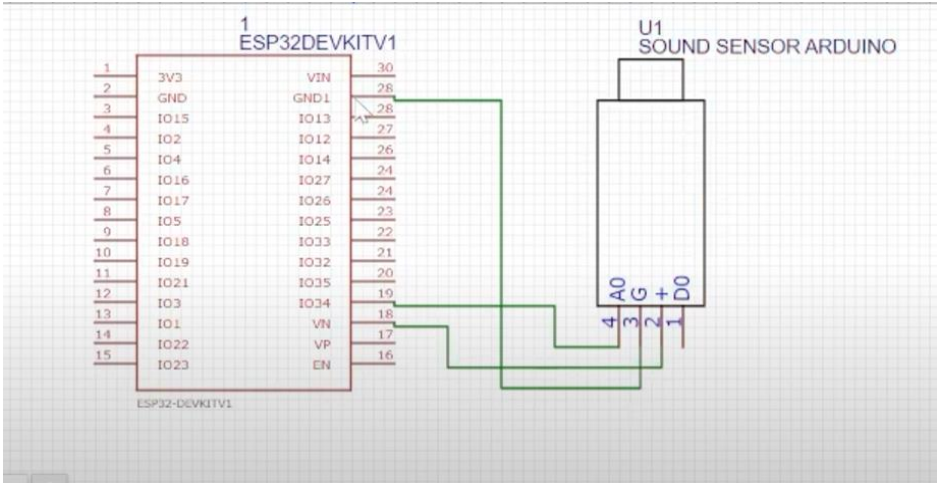 1
ESP32DEVKITV1
U1
SOUND SENSOR ARDUINO
1 3V3 VIN 30
2 GND GND1 28
3 IO15 IO13 28
4 IO2 IO12 27
5 IO4 IO14 26
6 IO16 IO27 24
7 IO17 IO26 24
8 IO5 IO25 23
9 IO18 IO33 22
10 IO19 IO32 21
11 IO21 IO35 20
12 IO3 IO34 19
13 IO1 VN 18
14 IO22 VP 17
15 IO23 EN 16
ESP32-DEVKITV1
A0 G + D0
4 3 2 1